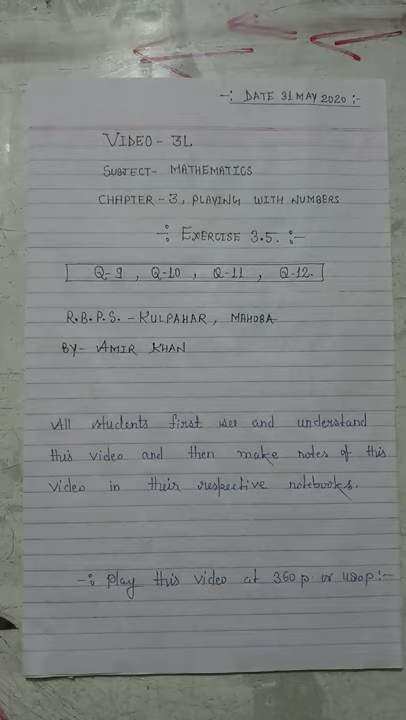 -: DATE 31 MAY 2020 :-
VIDEO - 3L
SUBJECT- MATHEMATICS
CHAPTER - 3, PLAYING WITH NUMBERS
-: EXERCISE 3.5. :-
Q-9 , Q-10 , Q-11 , Q-12.
R.B.P.S. - KULPAHAR, MAHOBA
BY- AMIR KHAN
All students first see and understand
this video and then make notes of this
video in their respective notebooks.
-: Play this video at 360p or 480p :-